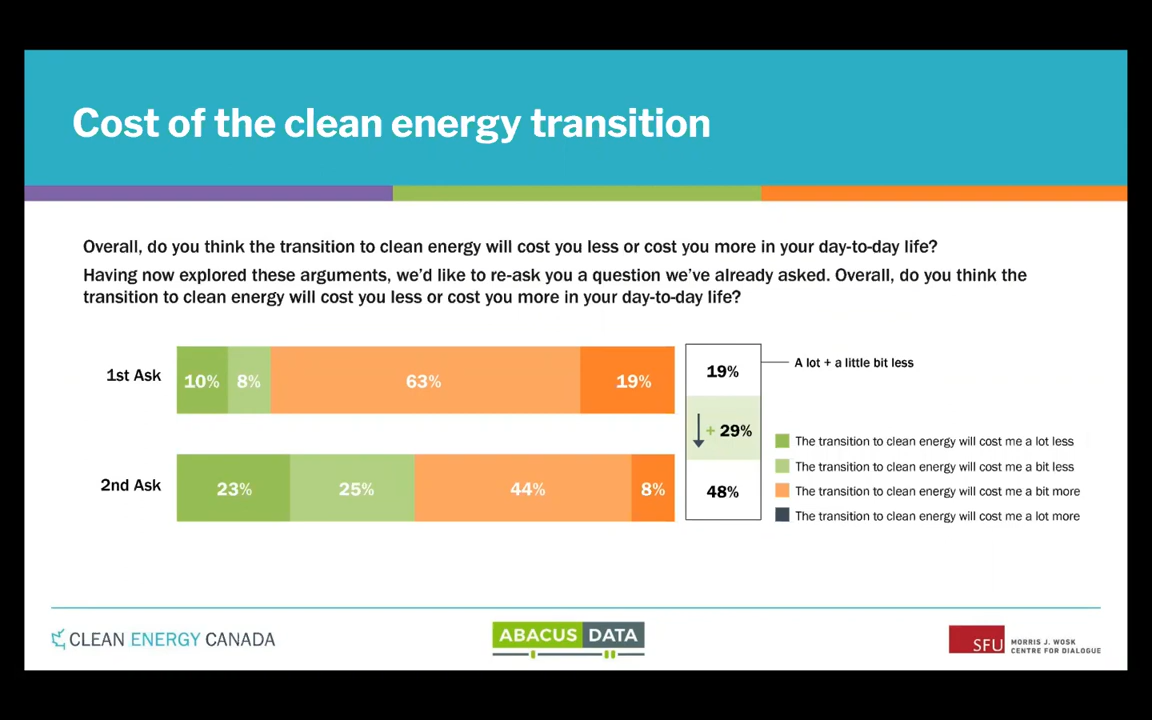 Cost of the clean energy transition
Overall, do you think the transition to clean energy will cost you less or cost you more in your day-to-day life?
Having now explored these arguments, we’d like to re-ask you a question we’ve already asked. Overall, do you think the
transition to clean energy will cost you less or cost you more in your day-to-day life?
1st Ask
10% 8% 63% 19%
19%
A lot + a little bit less
+ 29%
2nd Ask
23% 25% 44% 8%
48%
The transition to clean energy will cost me a lot less
The transition to clean energy will cost me a bit less
The transition to clean energy will cost me a bit more
The transition to clean energy will cost me a lot more
CLEAN ENERGY CANADA
ABACUS DATA
SFU
MORRIS J. WOSK
CENTRE FOR DIALOGUE